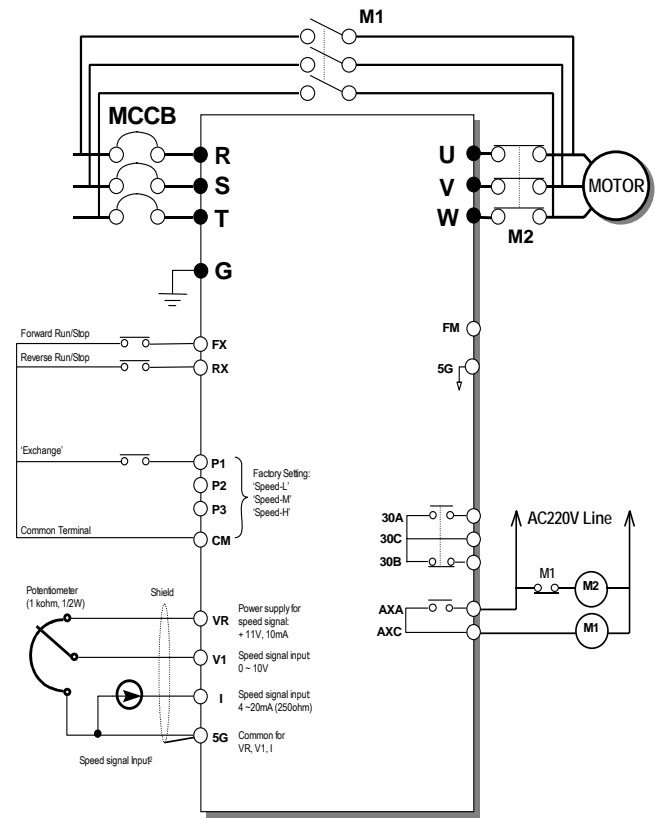 M1
MCCB
R
S
T
G
U
V
W
MOTOR
M2
FM
5G
Forward Run/Stop
FX
Reverse Run/Stop
RX
'Exchange'
P1
P2
P3
Common Terminal
CM
Factory Setting:
'Speed-L'
'Speed-M'
'Speed-H'
30A
30C
30B
AXA
AXC
AC220V Line
M1
M2
M1
Potentiometer
(1 kohm, 1/2W)
Shield
VR
Power supply for
speed signal:
+ 11V, 10mA
V1
Speed signal input:
0 ~ 10V
I
Speed signal input:
4 ~20mA (250ohm)
5G
Common for
VR, V1, I
Speed signal Input²